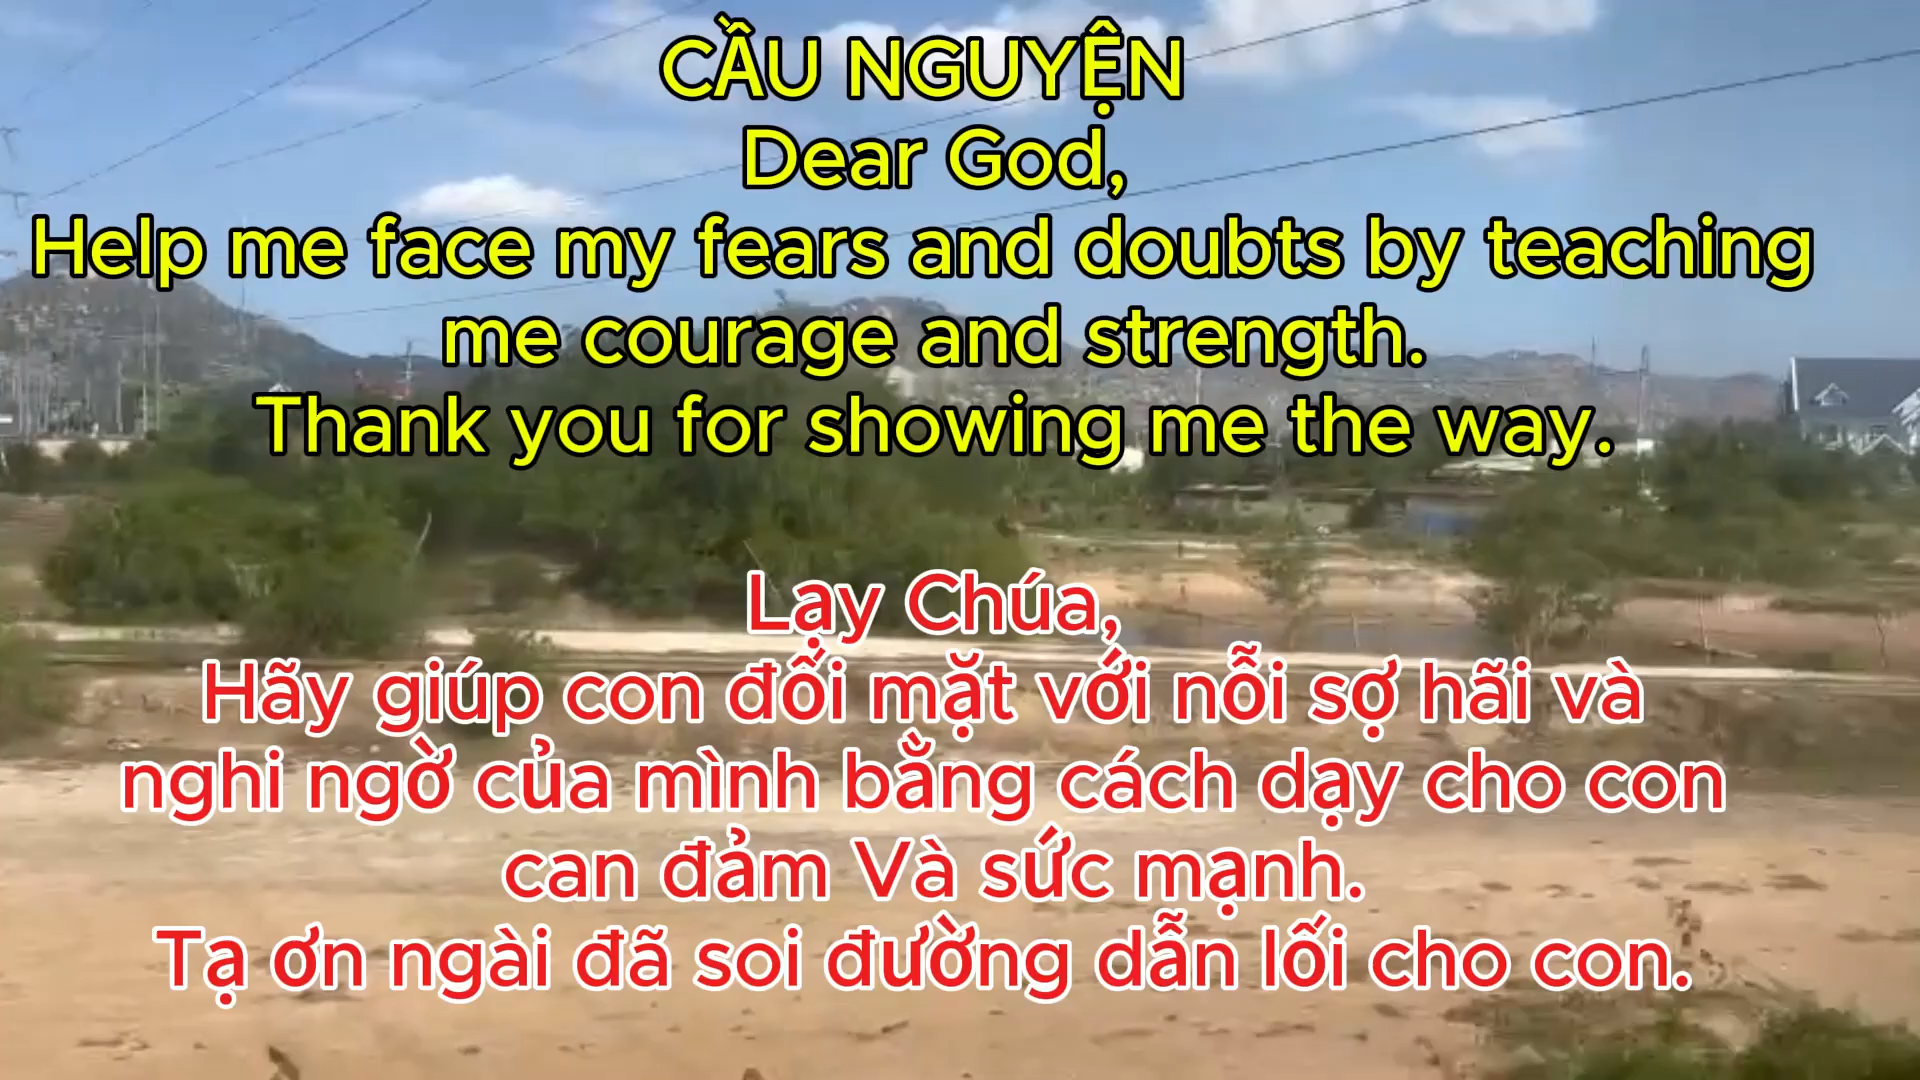 CẦU NGUYỆN
Dear God,
Help me face my fears and doubts by teaching
me courage and strength.
Thank you for showing me the way.
Lạy Chúa,
Hãy giúp con đối mặt với nỗi sợ hãi và
nghi ngờ của mình bằng cách dạy cho con
can đảm Và sức mạnh.
Tạ ơn ngài đã soi đường dẫn lối cho con.